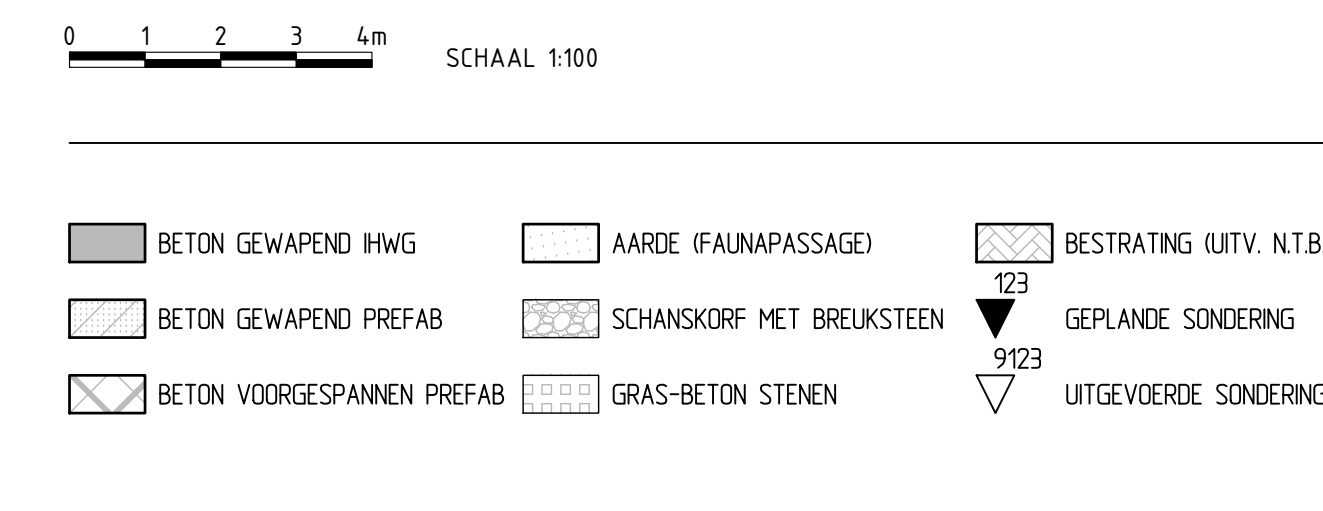 0 1 2 3 4m
SCHAAL 1:100
BETON GEWAPEND IHWG
BETON GEWAPEND PREFAB
BETON VOORGESPANNEN PREFAB
AARDE (FAUNAPASSAGE)
SCHANSKORF MET BREUKSTEEN
GRAS-BETON STENEN
BESTRATING (UITV. N.T.B.
123
GEPLANDE SONDERING
9123
UITGEVOERDE SONDERING